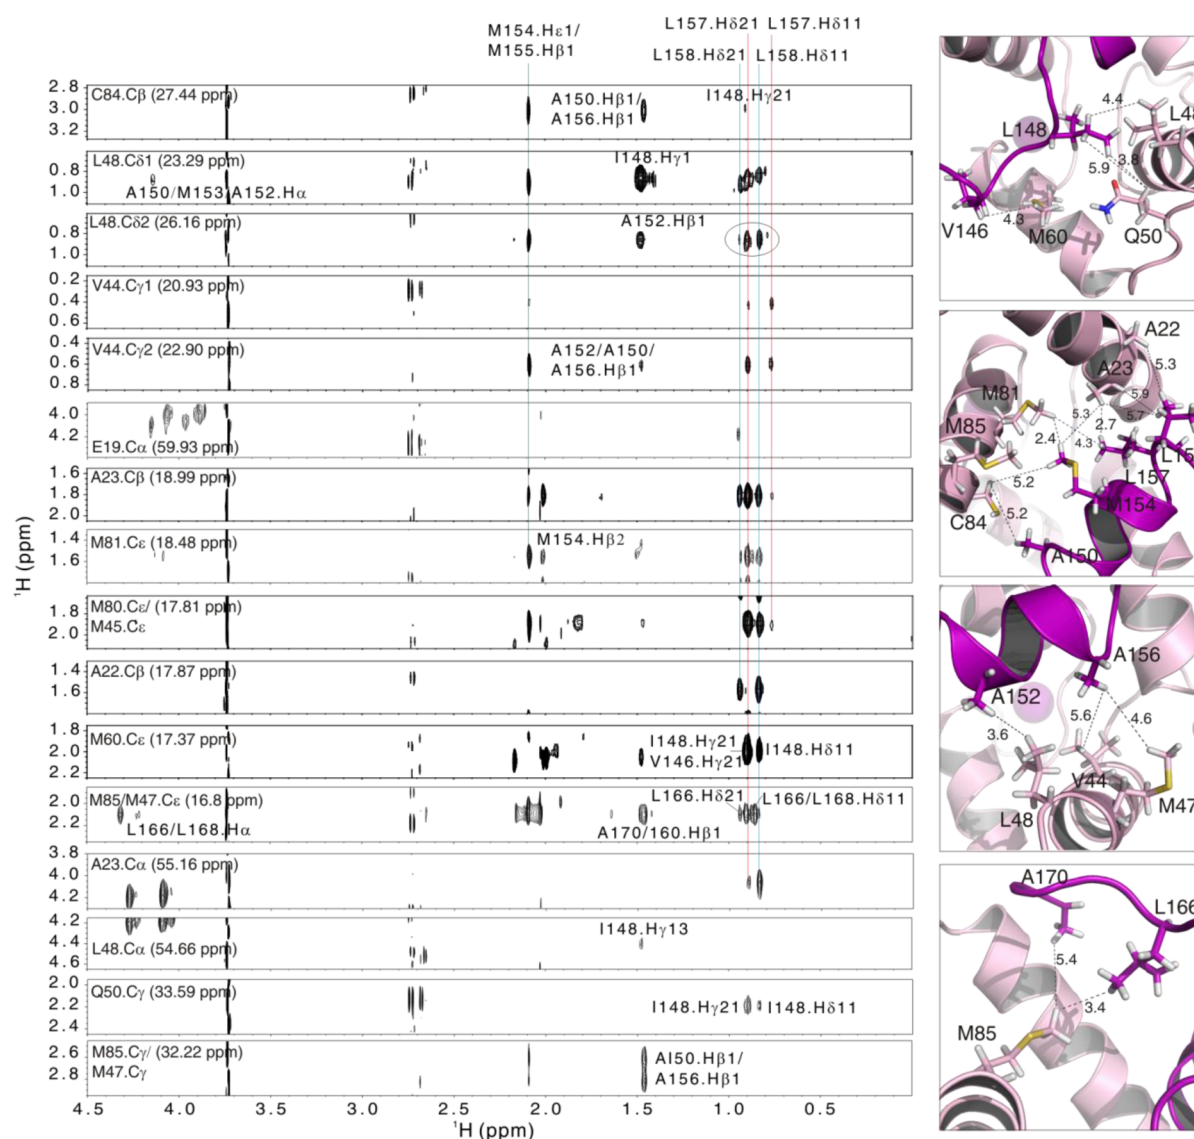 M154.Hε1/
M155.Hβ1
L157.Hδ21 L157.Hδ11
L158.Hδ21 L158.Hδ11
C84.Cβ (27.44 ppm)
A150.Hβ1/
A156.Hβ1
I148.Hγ21
2.8
3.0
3.2
L48.Cδ1 (23.29 ppm)
I148.Hγ1
A150/M153/A152.Hα
0.8
1.0
L48.Cδ2 (26.16 ppm)
A152.Hβ1
0.8
1.0
V44.Cγ1 (20.93 ppm)
0.2
0.4
0.6
V44.Cγ2 (22.90 ppm)
A152/A150/
A156.Hβ1
0.4
0.6
0.8
E19.Cα (59.93 ppm)
4.0
4.2
A23.Cβ (18.99 ppm)
1.6
1.8
2.0
M81.Cε (18.48 ppm)
M154.Hβ2
1.4
1.6
M80.Cε/ (17.81 ppm)
M45.Cε
1.8
2.0
A22.Cβ (17.87 ppm)
1.4
1.6
M60.Cε (17.37 ppm)
I148.Hγ21
V146.Hγ21
I148.Hδ11
1.8
2.0
2.2
M85/M47.Cε (16.8 ppm)
L166/L168.Hα
L166.Hδ21
L166/L168.Hδ11
A170/160.Hβ1
2.0
2.2
A23.Cα (55.16 ppm)
3.8
4.0
4.2
L48.Cα (54.66 ppm)
I148.Hγ13
4.2
4.4
4.6
Q50.Cγ (33.59 ppm)
I148.Hγ21
I148.Hδ11
2.0
2.2
2.4
M85.Cγ/ (32.22 ppm)
M47.Cγ
AI50.Hβ1/
A156.Hβ1
2.6
2.8
4.5 4.0 3.5 3.0 2.5 2.0 1.5 1.0 0.5
¹H (ppm)
¹H (ppm)
4.4
L148
L48
3.8
5.9
V146
4.3
M60
Q50
A22
A23
5.3
M81
5.9
M85
5.3
5.7
2.7
2.4
4.3
L157
5.2
C84
M154
5.2
A150
A156
A152
3.6
5.6
4.6
V44
M47
L48
A170
L166
5.4
3.4
M85